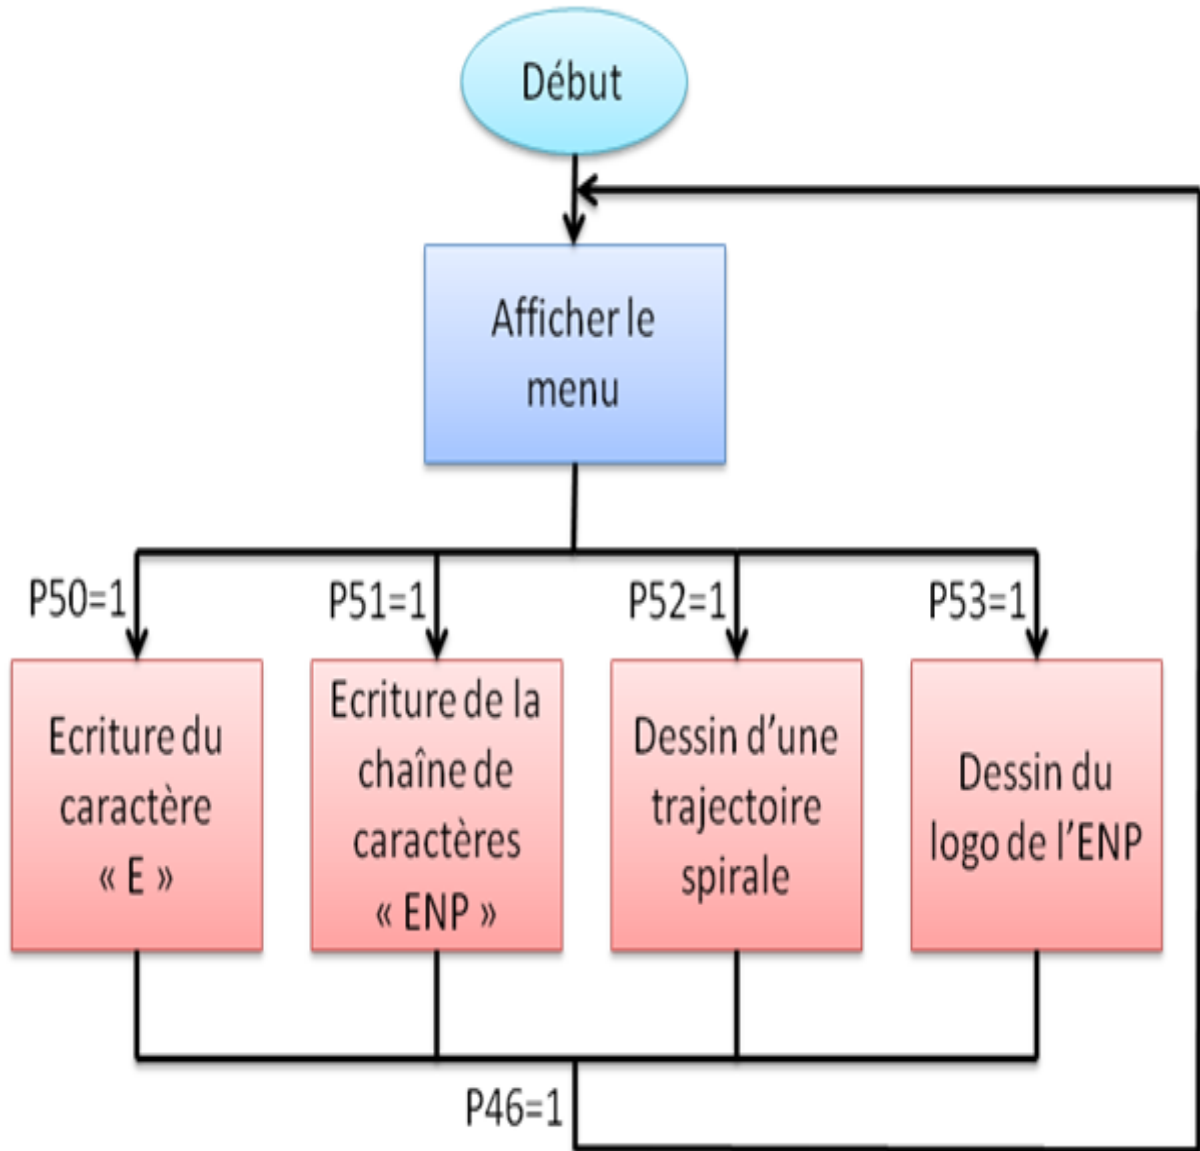 Début
Afficher le
menu
P50=1
P51=1
P52=1
P53=1
Ecriture du
caractère
« E »
Ecriture de la
chaîne de
caractères
« ENP »
Dessin d’une
trajectoire
spirale
Dessin du
logo de l’ENP
P46=1